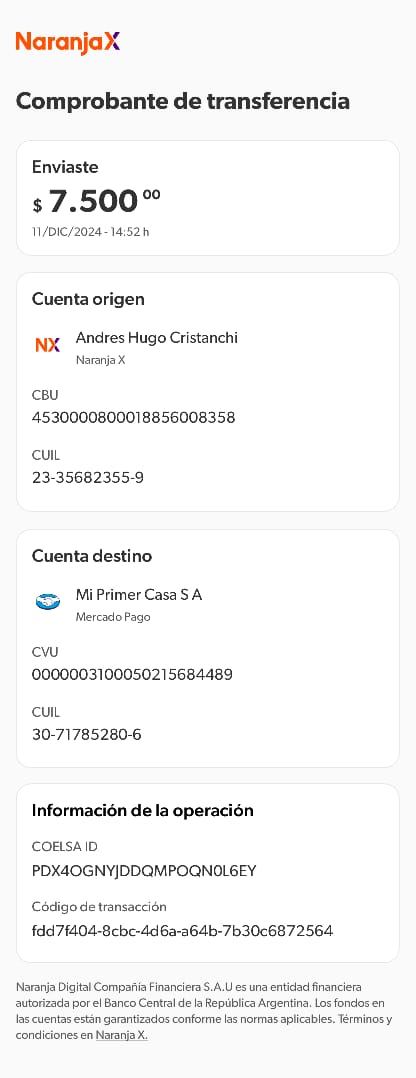 NaranjaX
Comprobante de transferencia
Enviaste
$ 7.500 00
11/DIC/2024 - 14:52 h
Cuenta origen
NX Andres Hugo Cristanchi
Naranja X
CBU
4530000800018856008358
CUIL
23-35682355-9
Cuenta destino
Mi Primer Casa S A
Mercado Pago
CVU
0000003100050215684489
CUIL
30-71785280-6
Información de la operación
COELSA ID
PDX4OGNYJDDQMPOQN0L6EY
Código de transacción
fdd7f404-8cbc-4d6a-a64b-7b30c6872564
Naranja Digital Compañía Financiera S.A.U es una entidad financiera
autorizada por el Banco Central de la República Argentina. Los fondos en
las cuentas están garantizados conforme las normas aplicables. Términos y
condiciones en Naranja X.